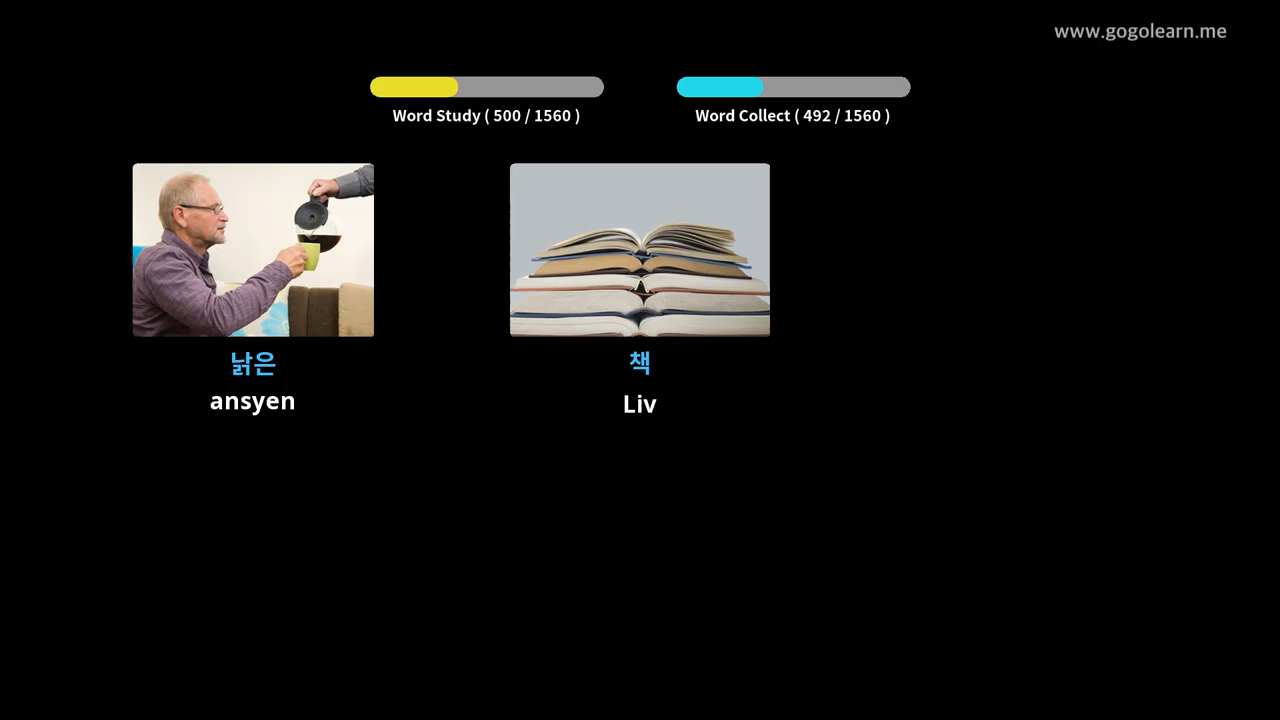 www.gogolearn.me
Word Study ( 500 / 1560 )
Word Collect ( 492 / 1560 )
낡은
ansyen
책
Liv